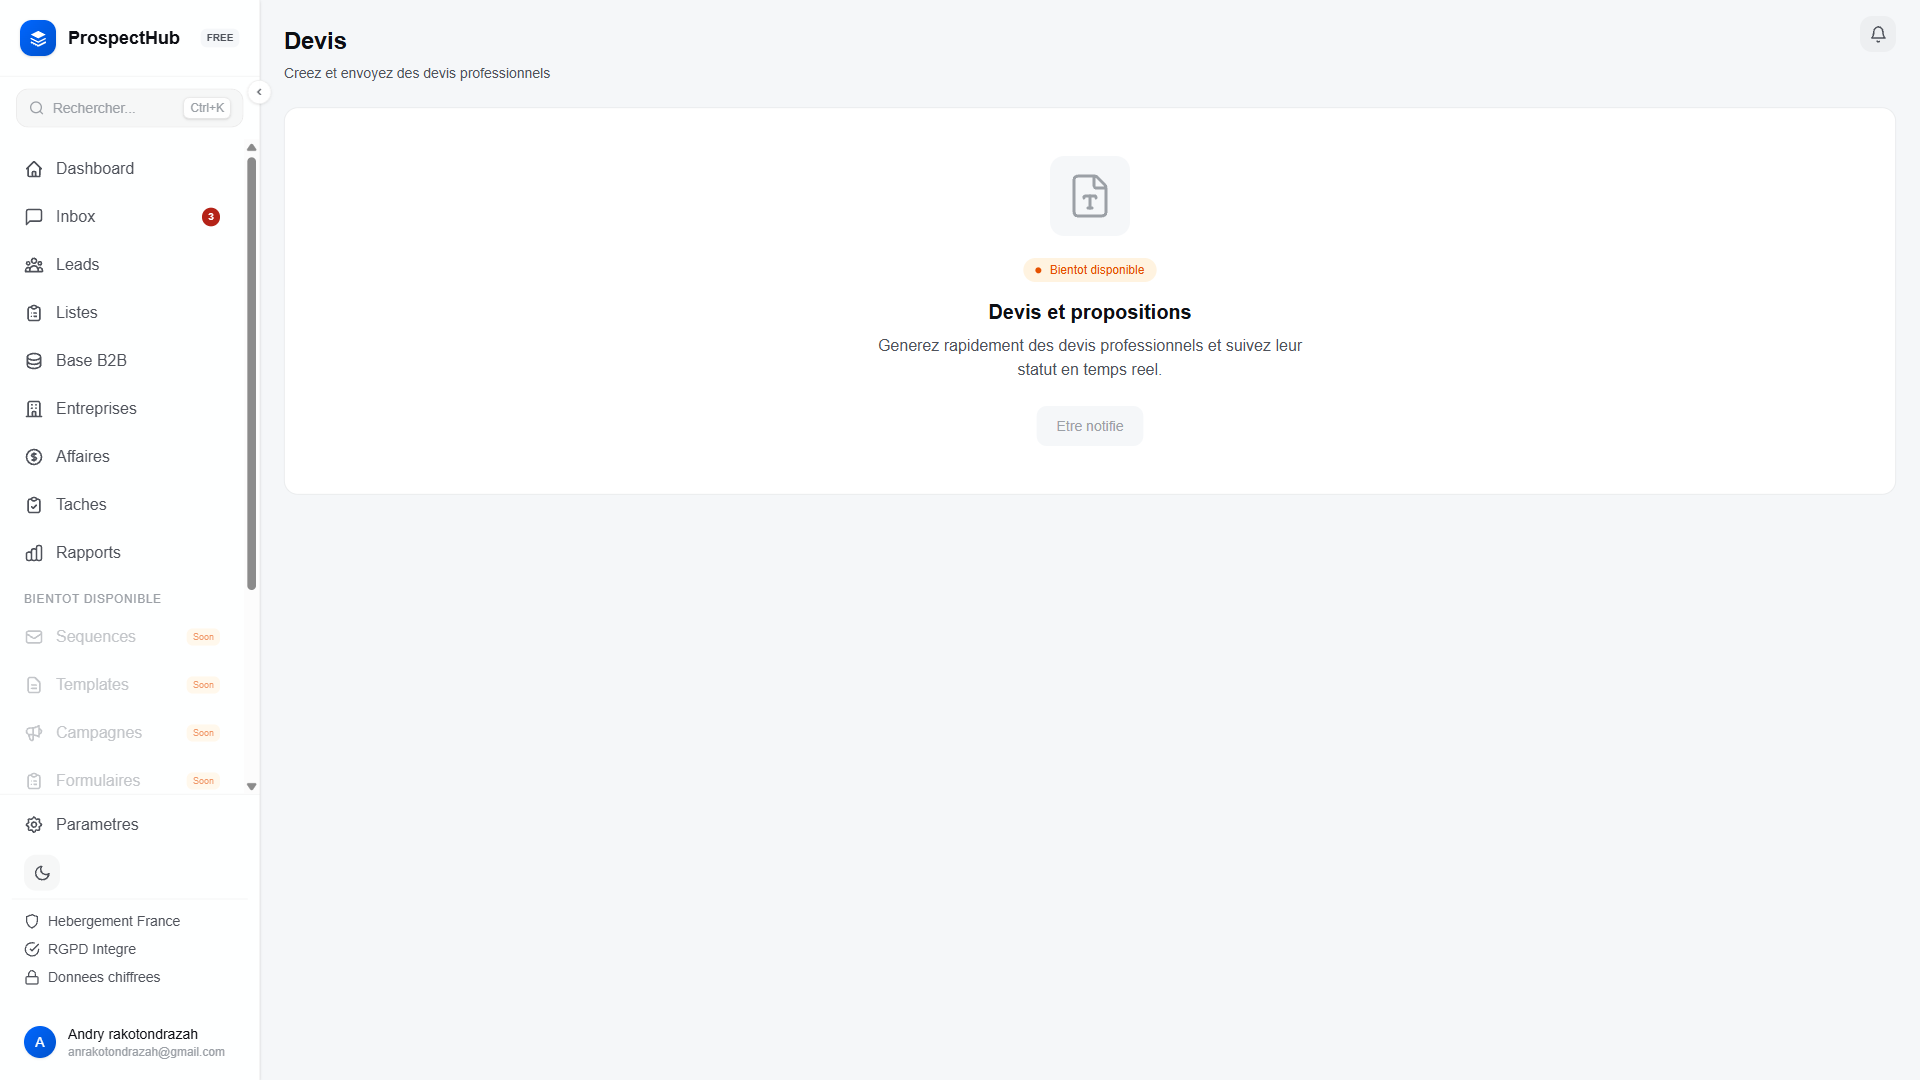 ProspectHub FREE
Rechercher... Ctrl+K
Dashboard
Inbox 3
Leads
Listes
Base B2B
Entreprises
Affaires
Taches
Rapports
BIENTOT DISPONIBLE
Sequences Soon
Templates Soon
Campagnes Soon
Formulaires Soon
Parametres
Hebergement France
RGPD Integre
Donnees chiffrees
A
Andry rakotondrazah
anrakotondrazah@gmail.com
Devis
Creez et envoyez des devis professionnels
Bientot disponible
Devis et propositions
Generez rapidement des devis professionnels et suivez leur
statut en temps reel.
Etre notifie